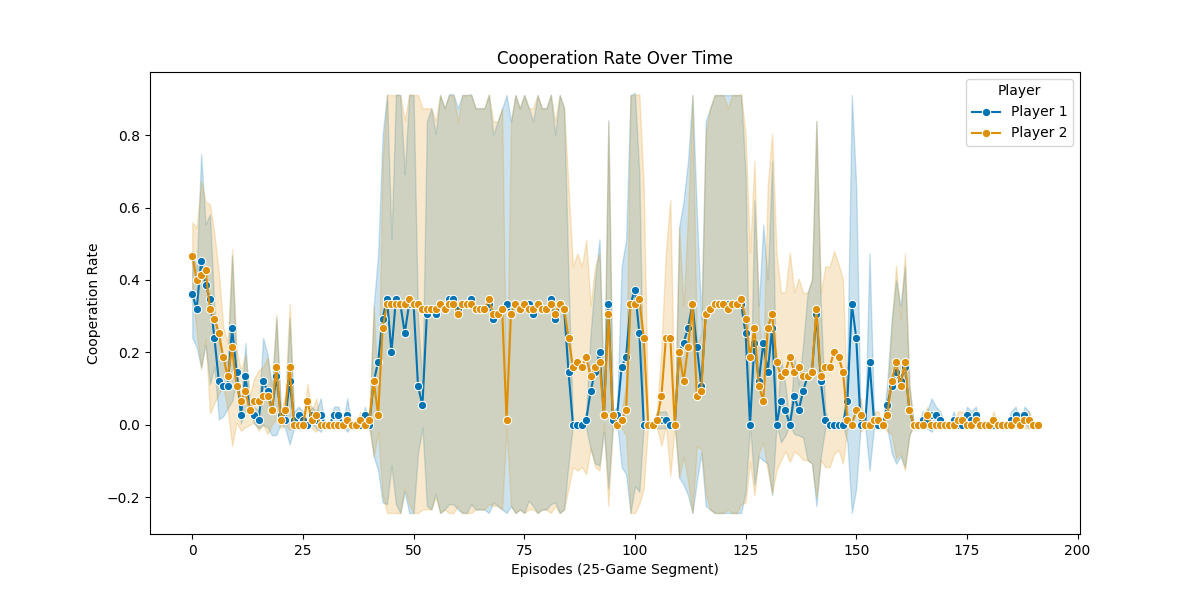 Cooperation Rate Over Time
Player
Player 1
Player 2
Cooperation Rate
0.8
0.6
0.4
0.2
0.0
−0.2
0 25 50 75 100 125 150 175 200
Episodes (25-Game Segment)